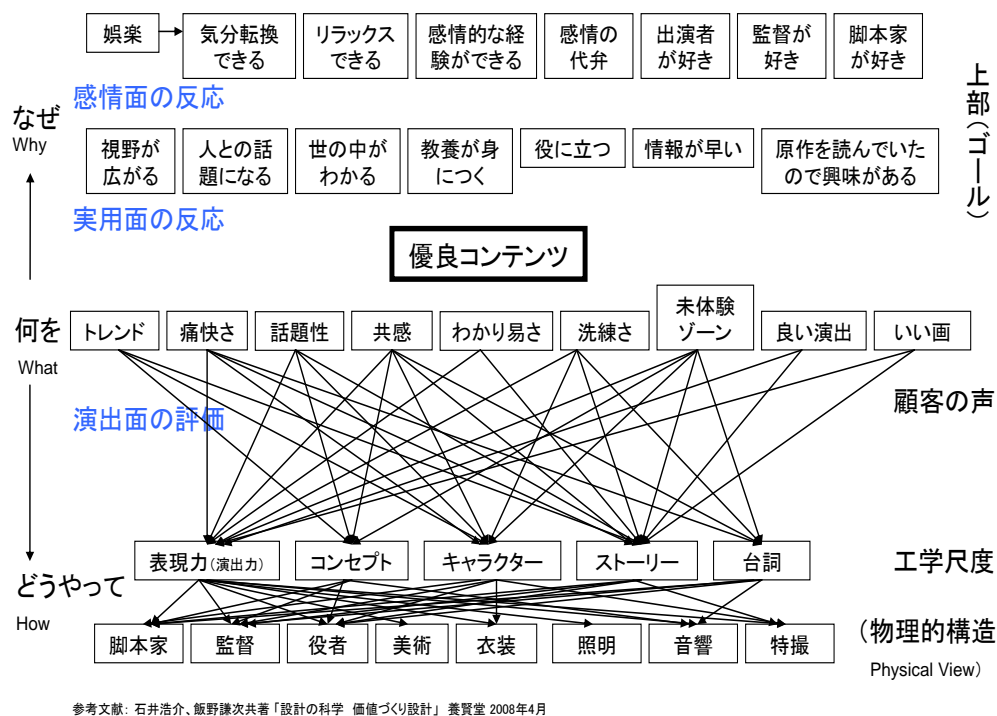 娯楽
気分転換
できる
リラックス
できる
感情的な経
験ができる
感情の
代弁
出演者
が好き
監督が
好き
脚本家
が好き
感情面の反応
なぜ
Why
上部(ゴール)
視野が
広がる
人との話
題になる
世の中が
わかる
教養が身
につく
役に立つ
情報が早い
原作を読んでいた
ので興味がある
実用面の反応
優良コンテンツ
何を
What
トレンド
痛快さ
話題性
共感
わかり易さ
洗練さ
未体験
ゾーン
良い演出
いい画
演出面の評価
顧客の声
表現力(演出力)
コンセプト
キャラクター
ストーリー
台詞
工学尺度
どうやって
How
脚本家
監督
役者
美術
衣装
照明
音響
特撮
(物理的構造
Physical View)
参考文献: 石井浩介、飯野謙次共著「設計の科学 価値づくり設計」 養賢堂 2008年4月